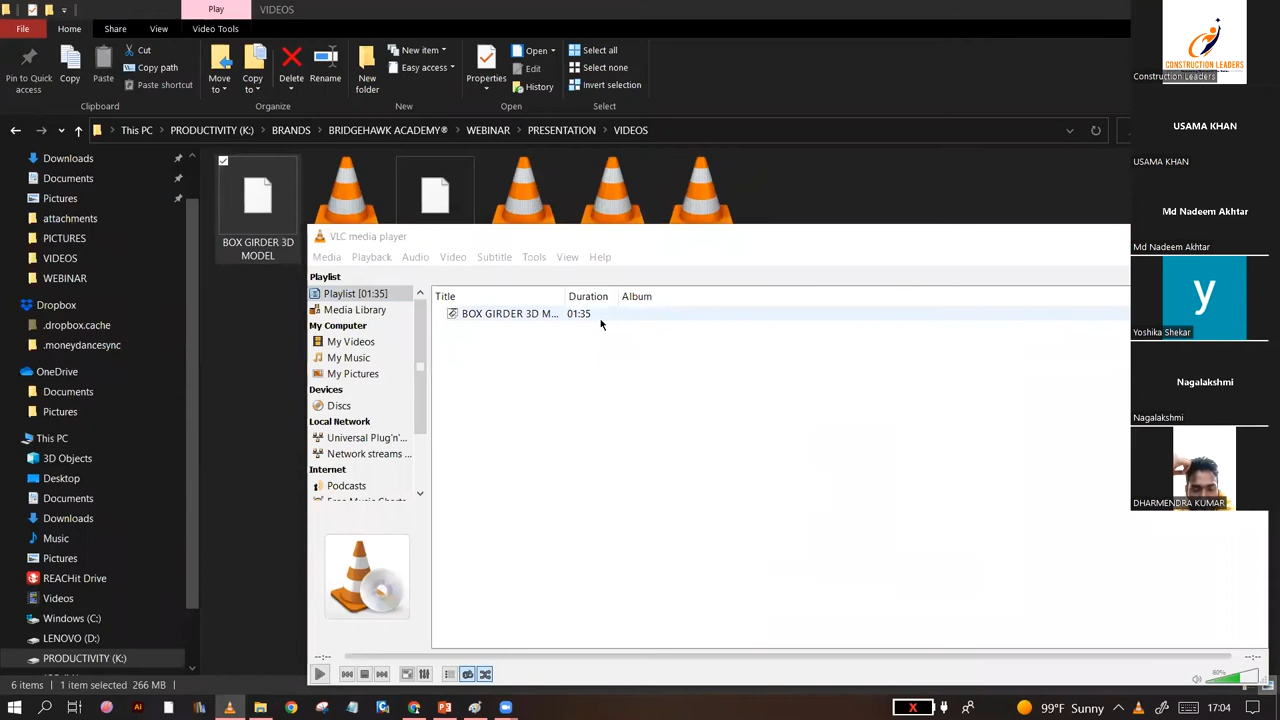 Play
VIDEOS
File
Home
Share
View
Video Tools
Pin to Quick access
Copy
Paste
Cut
Copy path
Paste shortcut
Move to
Copy to
Delete
Rename
New folder
New item
Easy access
Properties
Open
Edit
History
Select all
Select none
Invert selection
Clipboard
Organize
New
Open
Select
This PC
PRODUCTIVITY (K:)
BRANDS
BRIDGEHAWK ACADEMY®
WEBINAR
PRESENTATION
VIDEOS
Downloads
Documents
Pictures
attachments
PICTURES
VIDEOS
WEBINAR
Dropbox
.dropbox.cache
.moneydancesync
OneDrive
Documents
Pictures
This PC
3D Objects
Desktop
Documents
Downloads
Music
Pictures
REACHit Drive
Videos
Windows (C:)
LENOVO (D:)
PRODUCTIVITY (K:)
BOX GIRDER 3D
MODEL
VLC media player
Media Playback Audio Video Subtitle Tools View Help
Playlist
Playlist [01:35]
Media Library
My Computer
My Videos
My Music
My Pictures
Devices
Discs
Local Network
Universal Plug'n'...
Network streams ...
Internet
Podcasts
Title Duration Album
BOX GIRDER 3D M... 01:35
--:-- --:--
80%
6 items 1 item selected 266 MB
CONSTRUCTION LEADERS
Construction Leaders
USAMA KHAN
USAMA KHAN
Md Nadeem Akhtar
Md Nadeem Akhtar
y
Yoshika Shekar
Nagalakshmi
Nagalakshmi
DHARMENDRA KUMAR
99°F Sunny
17:04